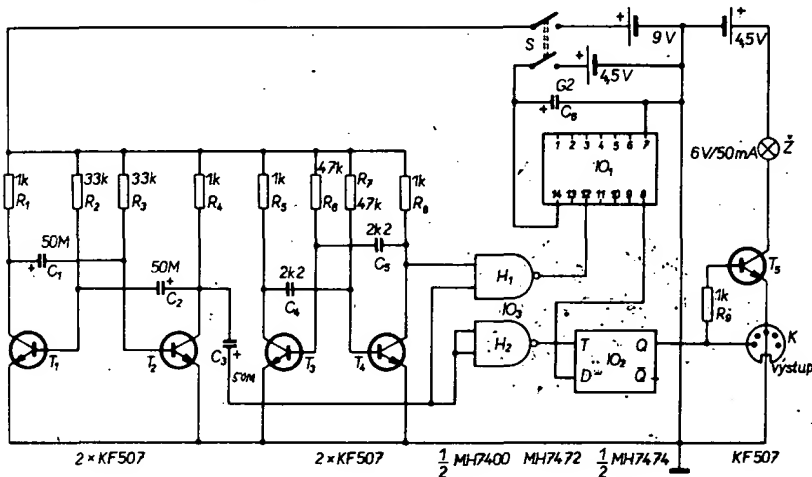 S
+
9 V
+
4,5 V
+
4,5 V
G2
+
C6
1 2 3 4 5 6 7
IO1
14 13 12 11 10 9 8
6V/50mA
Ž
1k
R1
33k
R2
33k
R3
1k
R4
1k
R5
47k
R6
R7
47k
1k
R8
50M
+
C1
50M
+
C2
2k2
C4
2k2
C5
C3
+
50M
T1
T2
T3
T4
H1
IO3
H2
T
IO2
Q
D
Q̅
1k
R9
T5
K
výstup
2 × KF507
2 × KF507
1/2 MH7400
MH7472
1/2 MH7474
KF507